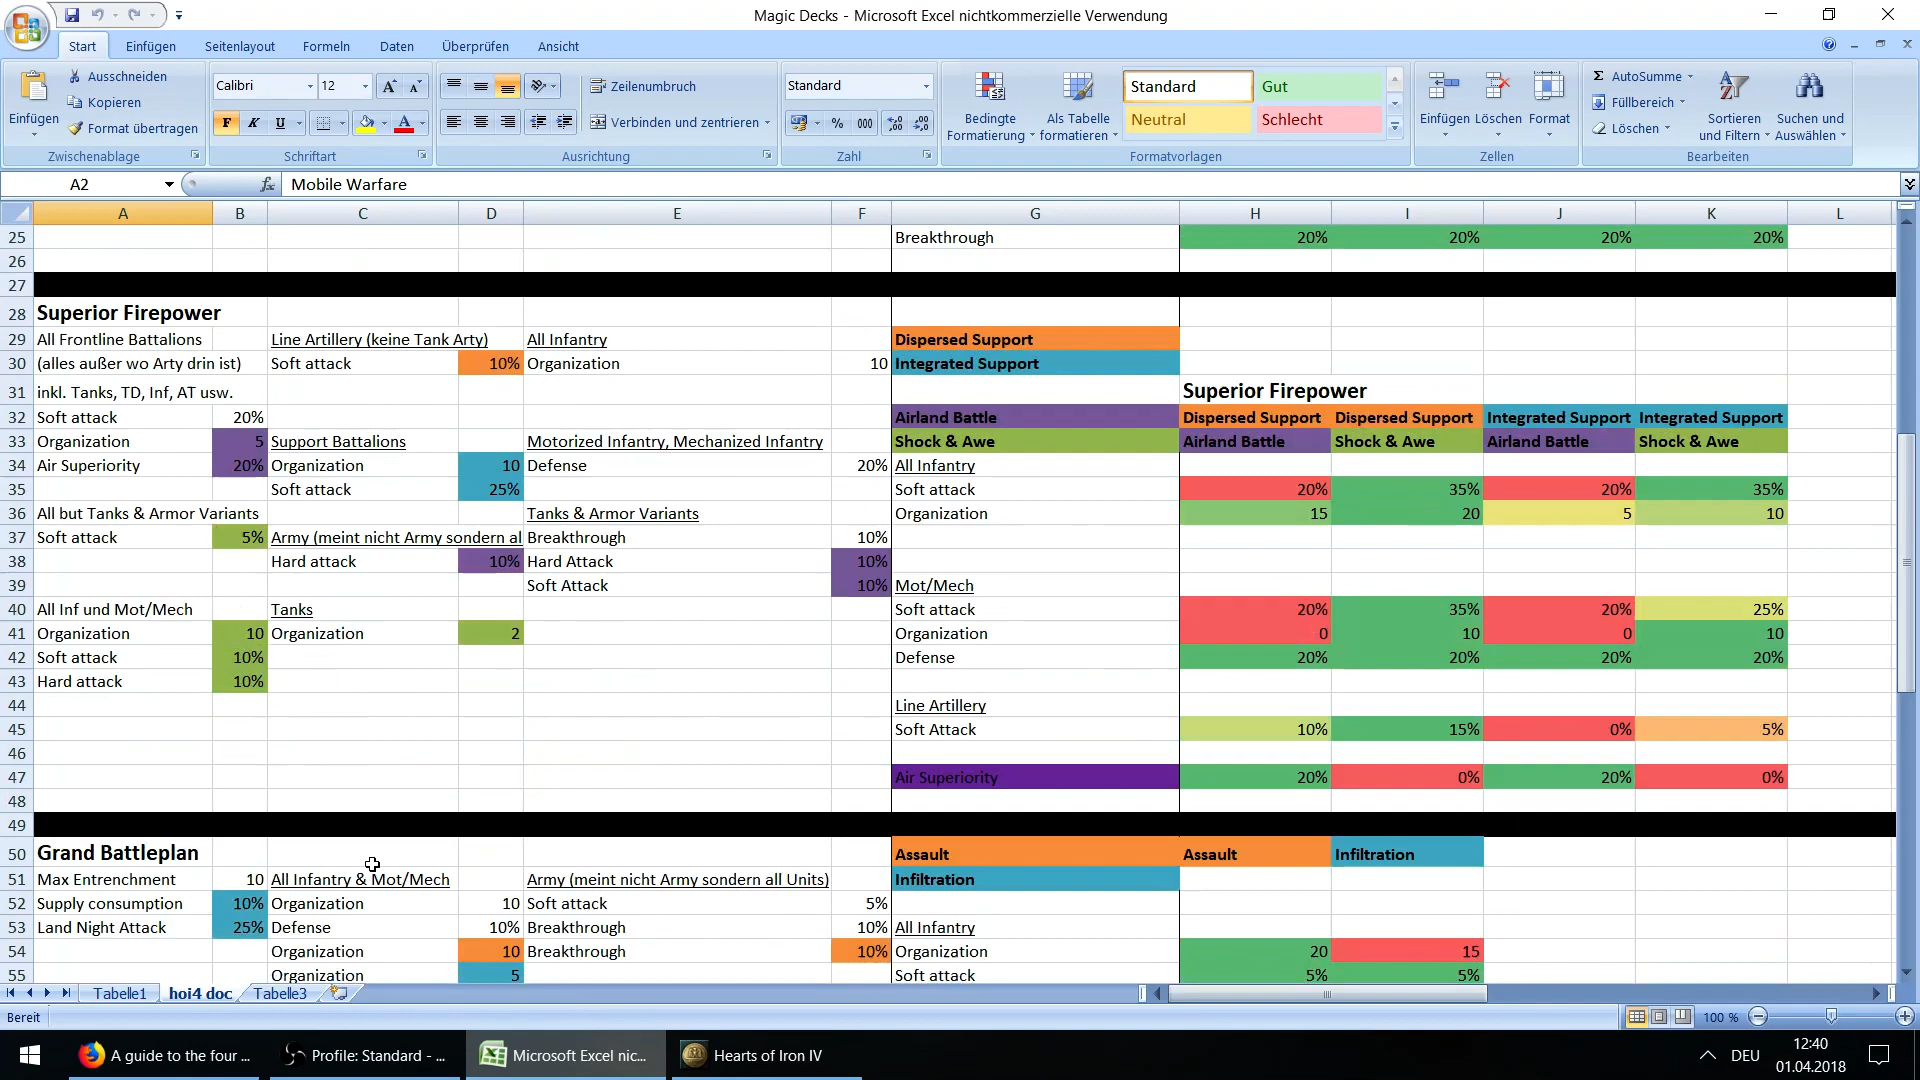 Magic Decks - Microsoft Excel nichtkommerzielle Verwendung
Start Einfügen Seitenlayout Formeln Daten Überprüfen Ansicht
Einfügen
Ausschneiden
Kopieren
Format übertragen
Zwischenablage
Calibri 12
F K U
Schriftart
Zeilenumbruch
Verbinden und zentrieren
Ausrichtung
Standard
% 000
Zahl
Bedingte Formatierung
Als Tabelle formatieren
Standard Gut
Neutral Schlecht
Formatvorlagen
Einfügen Löschen Format
Zellen
AutoSumme
Füllbereich
Löschen
Sortieren und Filtern
Suchen und Auswählen
Bearbeiten
A2 fx Mobile Warfare
A B C D E F G H I J K L
25 Breakthrough 20% 20% 20% 20%
26
27
28 Superior Firepower
29 All Frontline Battalions Line Artillery (keine Tank Arty) All Infantry Dispersed Support
30 (alles außer wo Arty drin ist) Soft attack 10% Organization 10 Integrated Support
31 inkl. Tanks, TD, Inf, AT usw. Superior Firepower
32 Soft attack 20% Airland Battle Dispersed Support Dispersed Support Integrated Support Integrated Support
33 Organization 5 Support Battalions Motorized Infantry, Mechanized Infantry Shock & Awe Airland Battle Shock & Awe Airland Battle Shock & Awe
34 Air Superiority 20% Organization 10 Defense 20% All Infantry
35 Soft attack 25% Soft attack 20% 35% 20% 35%
36 All but Tanks & Armor Variants Tanks & Armor Variants Organization 15 20 5 10
37 Soft attack 5% Army (meint nicht Army sondern al Breakthrough 10%
38 Hard attack 10% Hard Attack 10%
39 Soft Attack 10% Mot/Mech
40 All Inf und Mot/Mech Tanks Soft attack 20% 35% 20% 25%
41 Organization 10 Organization 2 Organization 0 10 0 10
42 Soft attack 10% Defense 20% 20% 20% 20%
43 Hard attack 10%
44 Line Artillery
45 Soft Attack 10% 15% 0% 5%
46
47 Air Superiority 20% 0% 20% 0%
48
49
50 Grand Battleplan Assault Assault Infiltration
51 Max Entrenchment 10 All Infantry & Mot/Mech Army (meint nicht Army sondern all Units) Infiltration
52 Supply consumption 10% Organization 10 Soft attack 5%
53 Land Night Attack 25% Defense 10% Breakthrough 10% All Infantry
54 Organization 10 Breakthrough 10% Organization 20 15
55 Organization 5 Soft attack 5% 5%
Tabelle1 hoi4 doc Tabelle3
Bereit 100 %
A guide to the four ... Profile: Standard - ... Microsoft Excel nic... Hearts of Iron IV DEU 12:40
01.04.2018